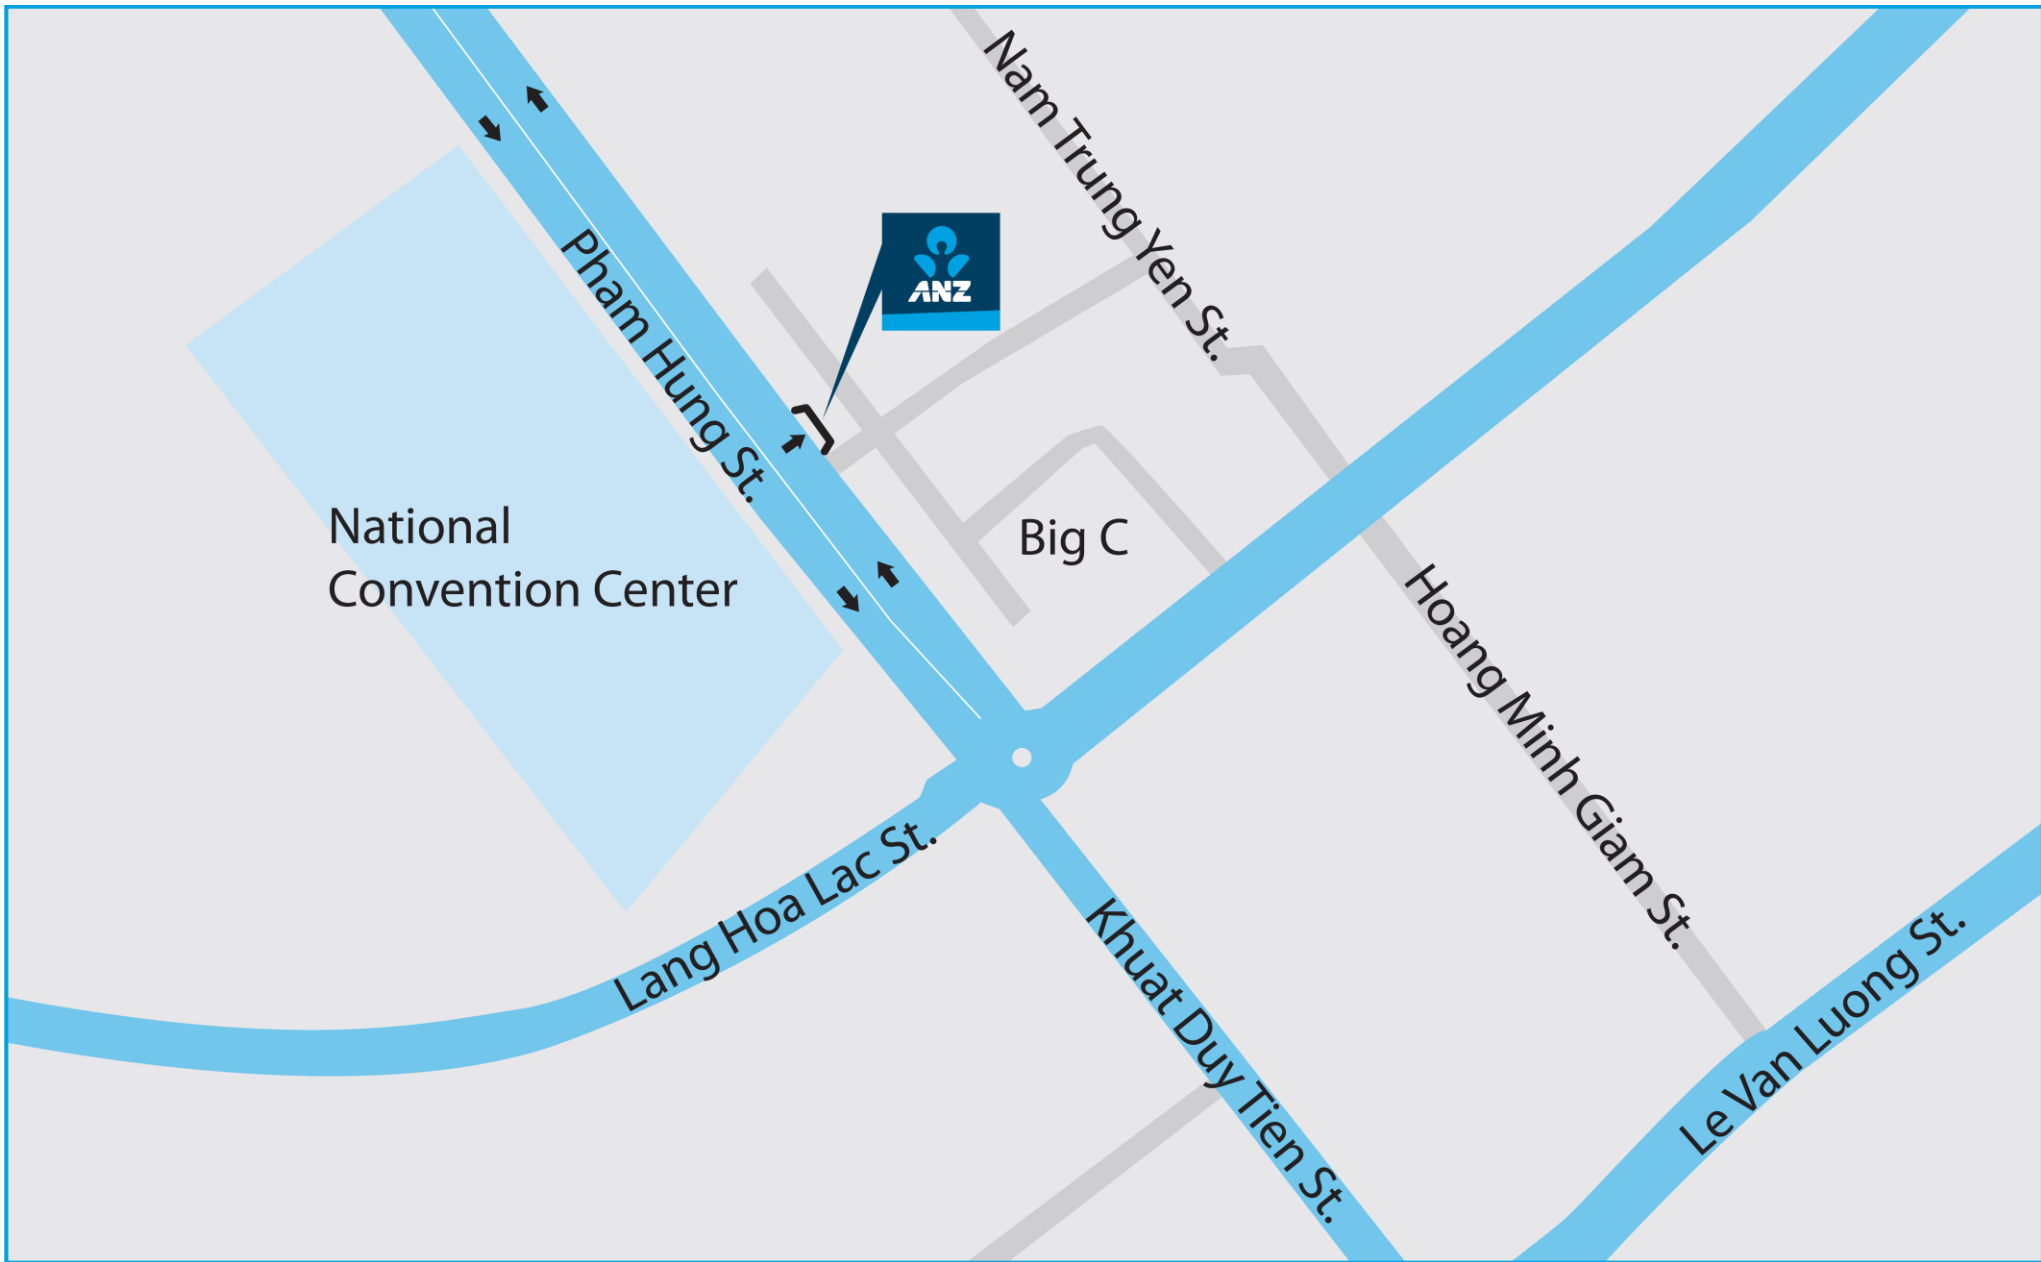 Nam Trung Yen St.
ANZ
Pham Hung St.
National
Convention Center
Big C
Hoang Minh Giam St.
Lang Hoa Lac St.
Khuat Duy Tien St.
Le Van Luong St.